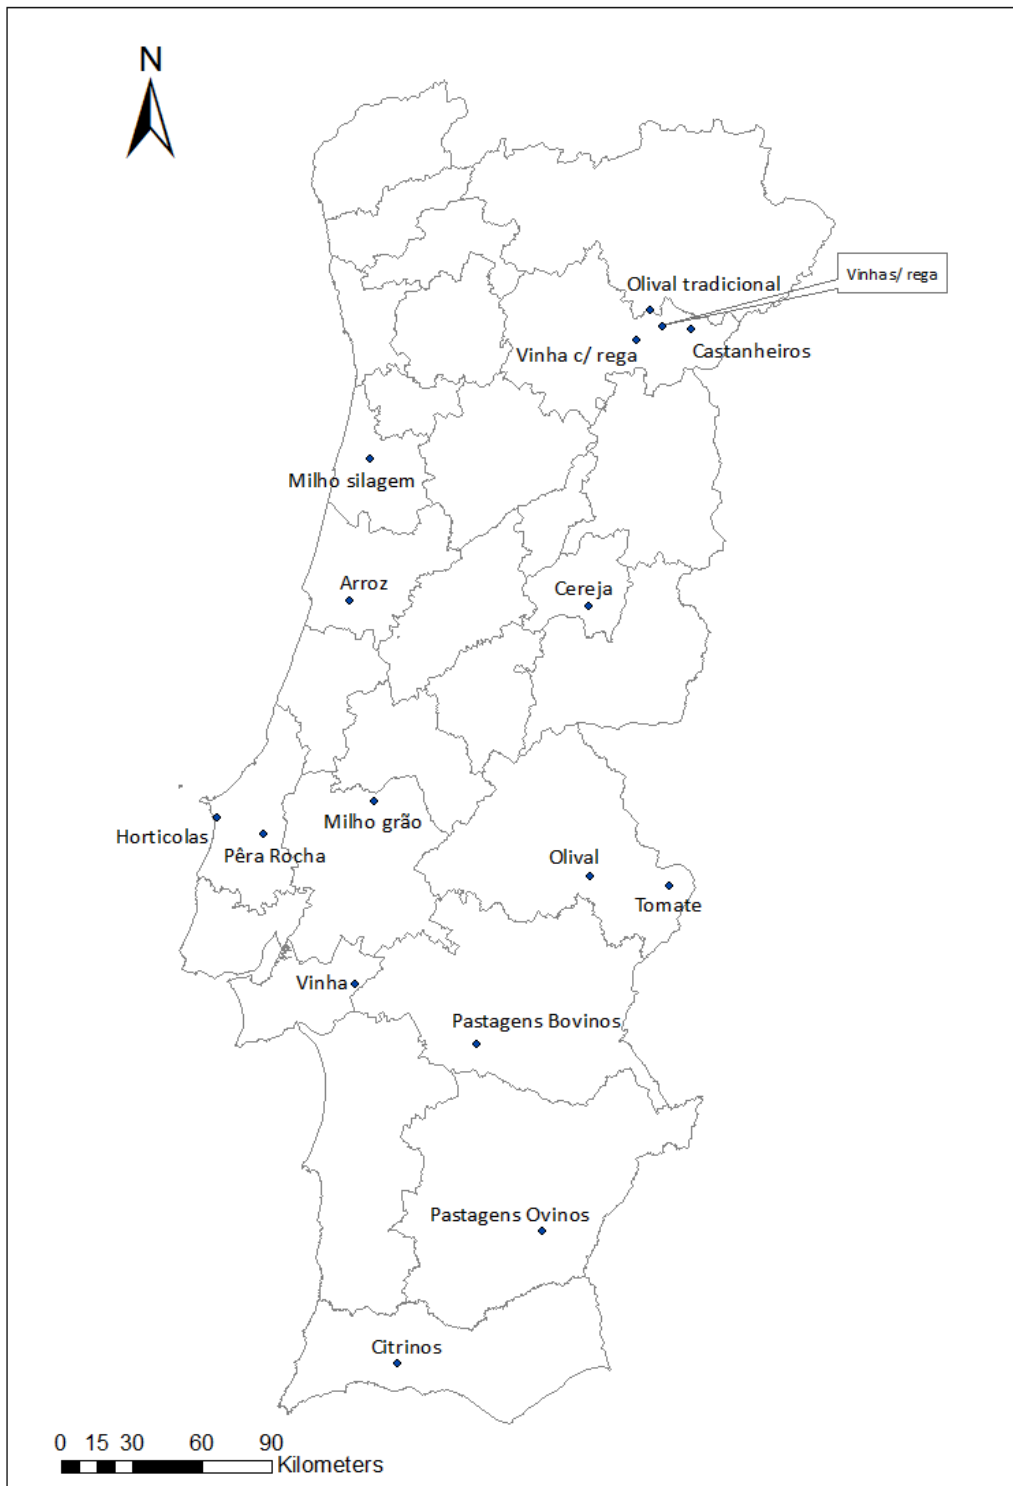 N
Olival tradicional
Vinha s/ rega
Vinha c/ rega
Castanheiros
Milho silagem
Arroz
Cereja
Milho grão
Horticolas
Pêra Rocha
Olival
Tomate
Vinha
Pastagens Bovinos
Pastagens Ovinos
Citrinos
0 15 30 60 90
Kilometers